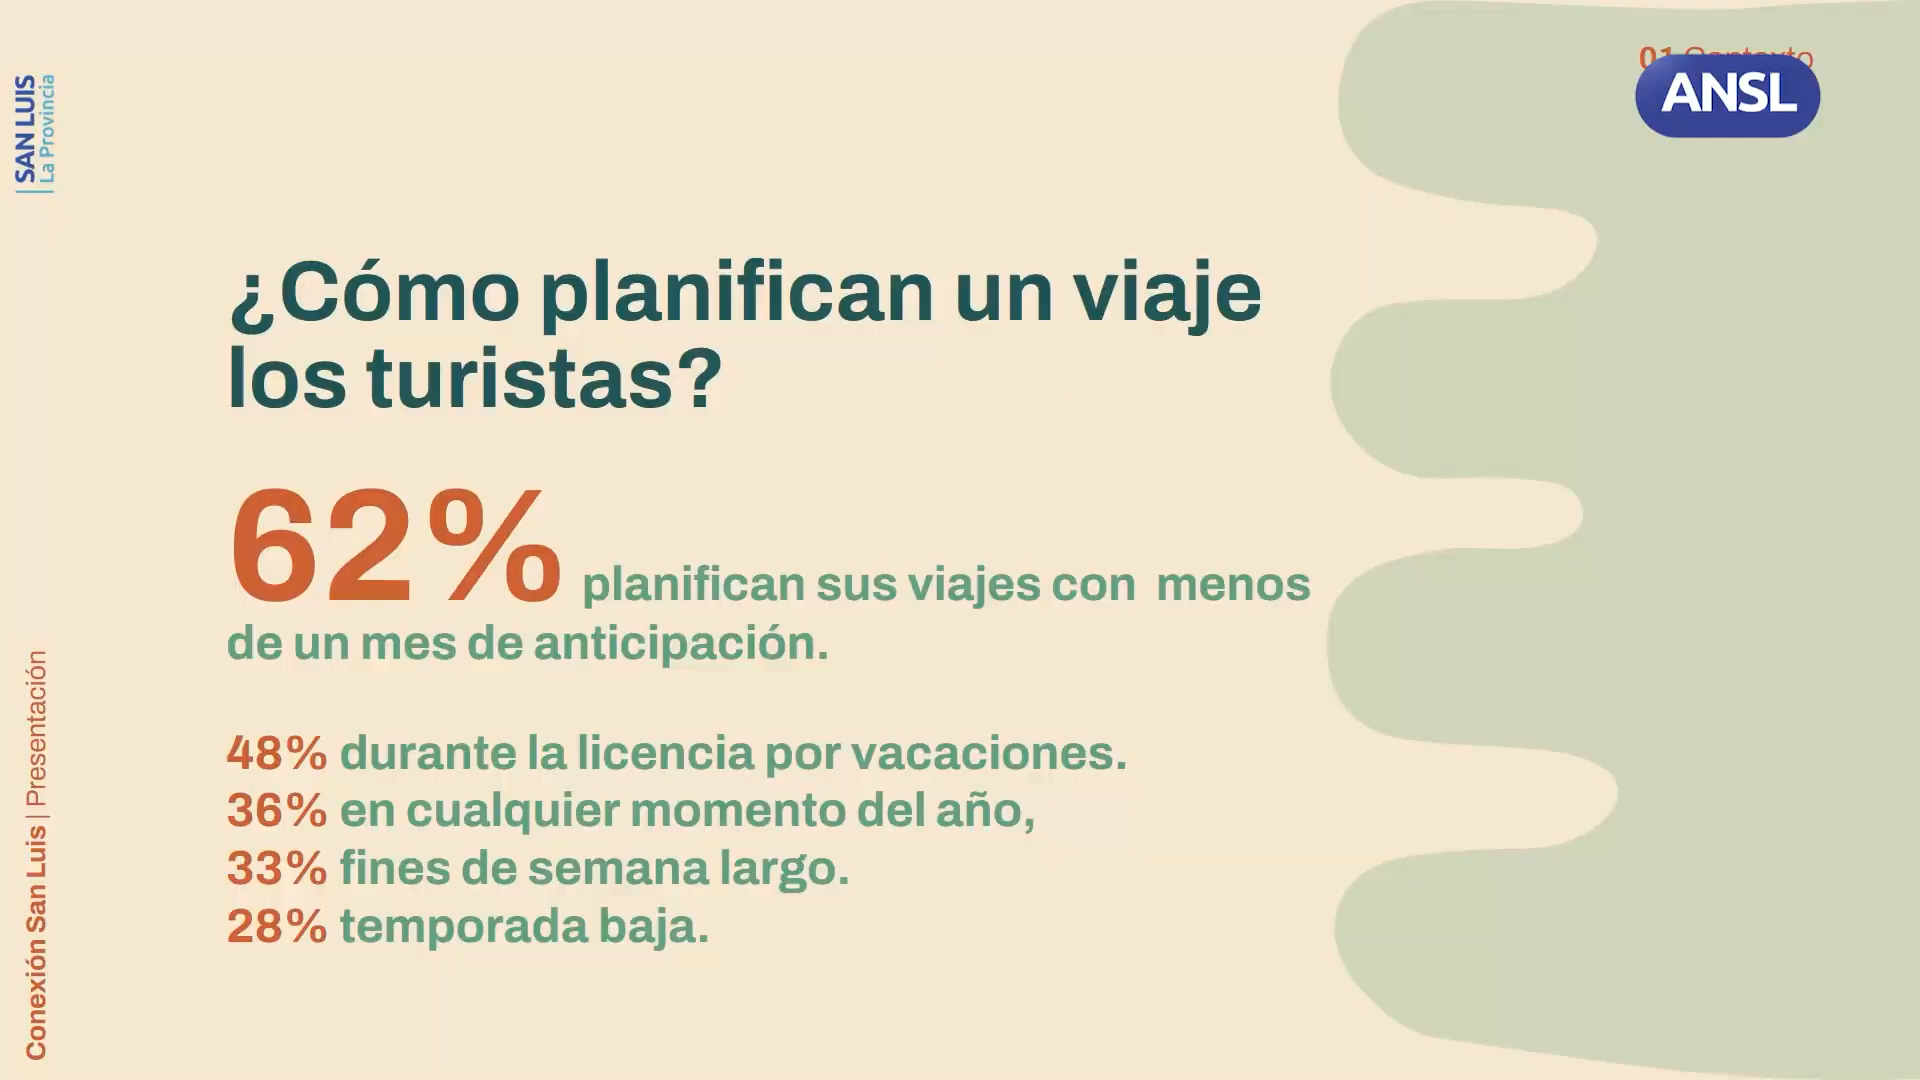 SAN LUIS
La Provincia
01 Contexto
ANSL
¿Cómo planifican un viaje
los turistas?
62% planifican sus viajes con menos
de un mes de anticipación.
48% durante la licencia por vacaciones.
36% en cualquier momento del año,
33% fines de semana largo.
28% temporada baja.
Conexión San Luis | Presentación